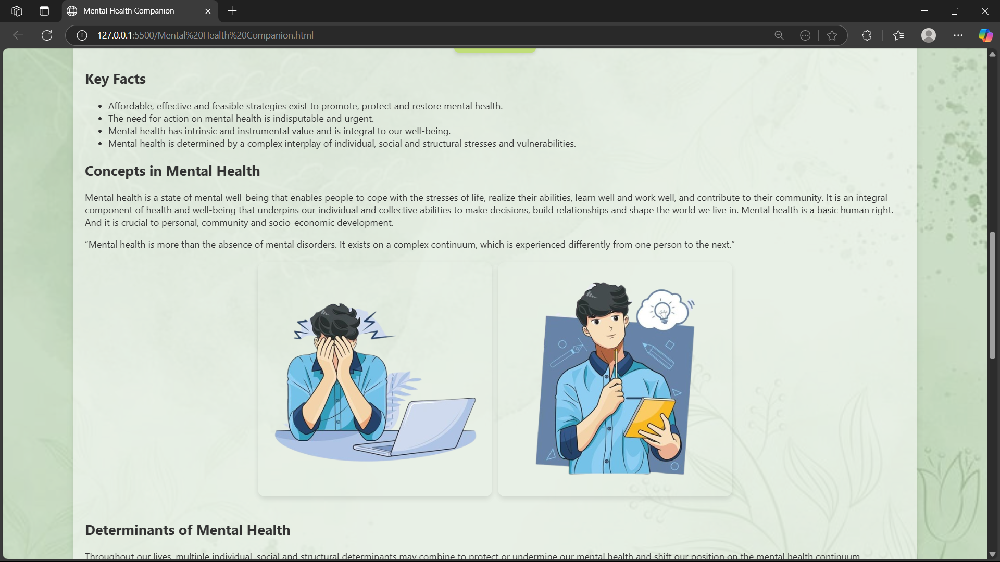 Mental Health Companion
127.0.0.1:5500/Mental%20Health%20Companion.html
Key Facts
• Affordable, effective and feasible strategies exist to promote, protect and restore mental health.
• The need for action on mental health is indisputable and urgent.
• Mental health has intrinsic and instrumental value and is integral to our well-being.
• Mental health is determined by a complex interplay of individual, social and structural stresses and vulnerabilities.
Concepts in Mental Health
Mental health is a state of mental well-being that enables people to cope with the stresses of life, realize their abilities, learn well and work well, and contribute to their community. It is an integral
component of health and well-being that underpins our individual and collective abilities to make decisions, build relationships and shape the world we live in. Mental health is a basic human right.
And it is crucial to personal, community and socio-economic development.
“Mental health is more than the absence of mental disorders. It exists on a complex continuum, which is experienced differently from one person to the next.”
Determinants of Mental Health
Throughout our lives, multiple individual, social and structural determinants may combine to protect or undermine our mental health and shift our position on the mental health continuum.